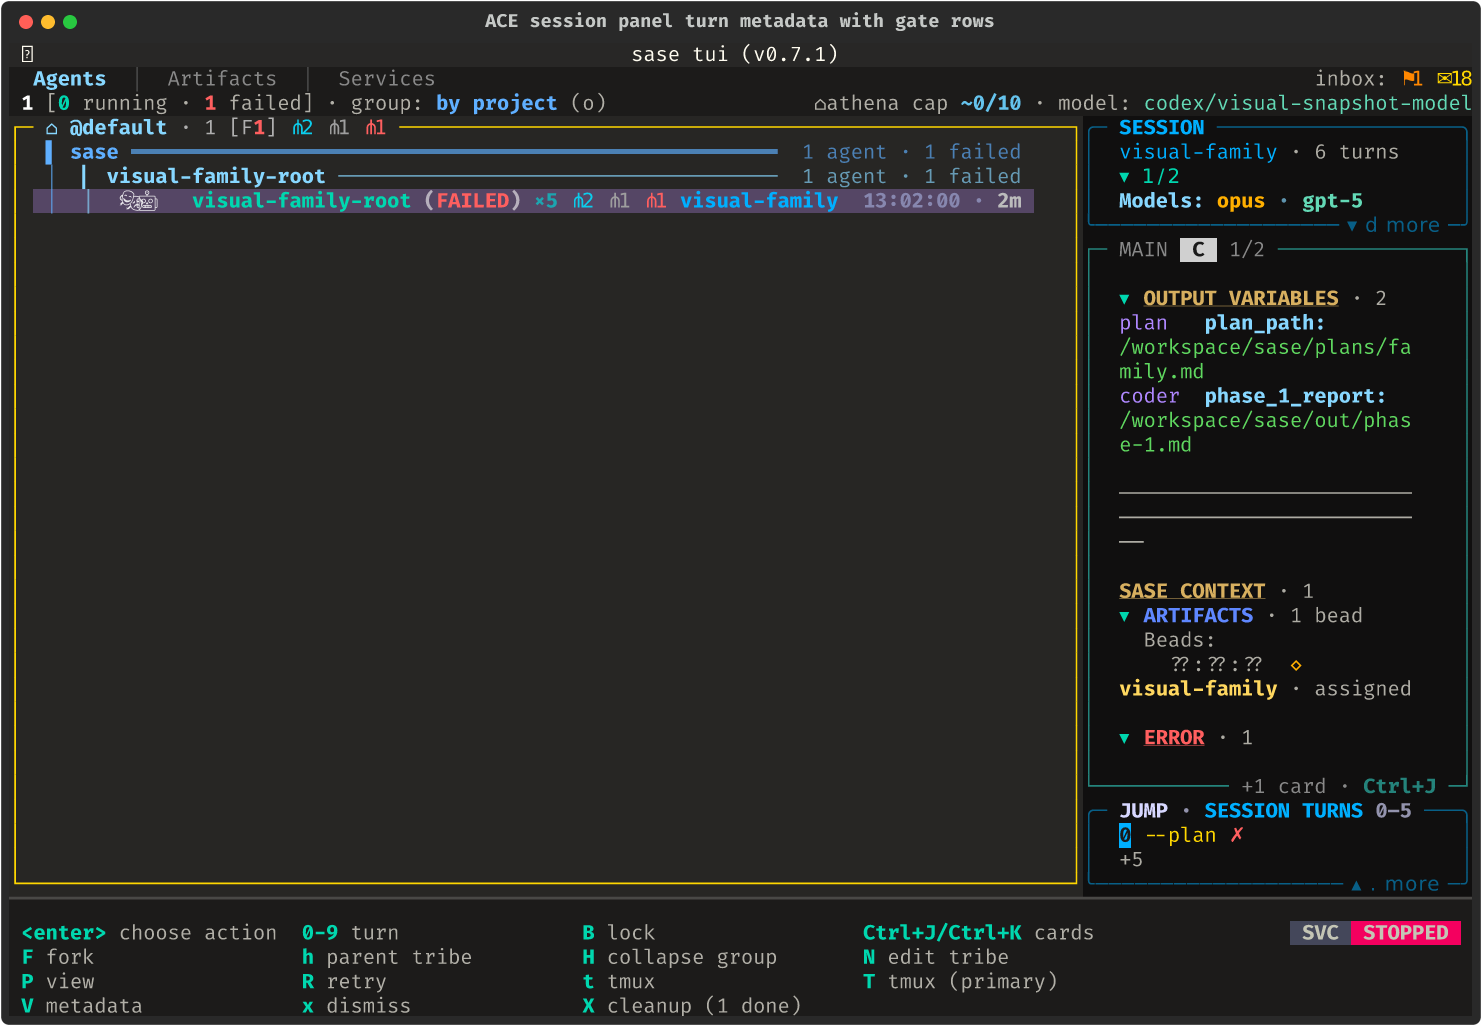 ACE session panel turn metadata with gate rows
sase tui (v0.7.1)
Agents │ Artifacts │ Services
inbox: ⚑1 ✉18
1 [0 running · 1 failed] · group: by project (o)
⌂athena cap ~0/10 · model: codex/visual-snapshot-model
⌂ @default · 1 [F1] ⋔2 ⋔1 ⋔1
sase 1 agent · 1 failed
visual-family-root 1 agent · 1 failed
visual-family-root (FAILED) ×5 ⋔2 ⋔1 ⋔1 visual-family 13:02:00 · 2m
SESSION
visual-family · 6 turns
▼ 1/2
Models: opus · gpt-5
▼ d more
MAIN C 1/2
▼ OUTPUT VARIABLES · 2
plan plan_path:
/workspace/sase/plans/fa
mily.md
coder phase_1_report:
/workspace/sase/out/phas
e-1.md
SASE CONTEXT · 1
▼ ARTIFACTS · 1 bead
Beads:
⁇:⁇:⁇ ◇
visual-family · assigned
▼ ERROR · 1
+1 card · Ctrl+J
JUMP · SESSION TURNS 0–5
0 --plan ✗
+5
▲ . more
<enter> choose action 0-9 turn B lock Ctrl+J/Ctrl+K cards
F fork h parent tribe H collapse group N edit tribe
P view R retry t tmux T tmux (primary)
V metadata x dismiss X cleanup (1 done)
SVC STOPPED